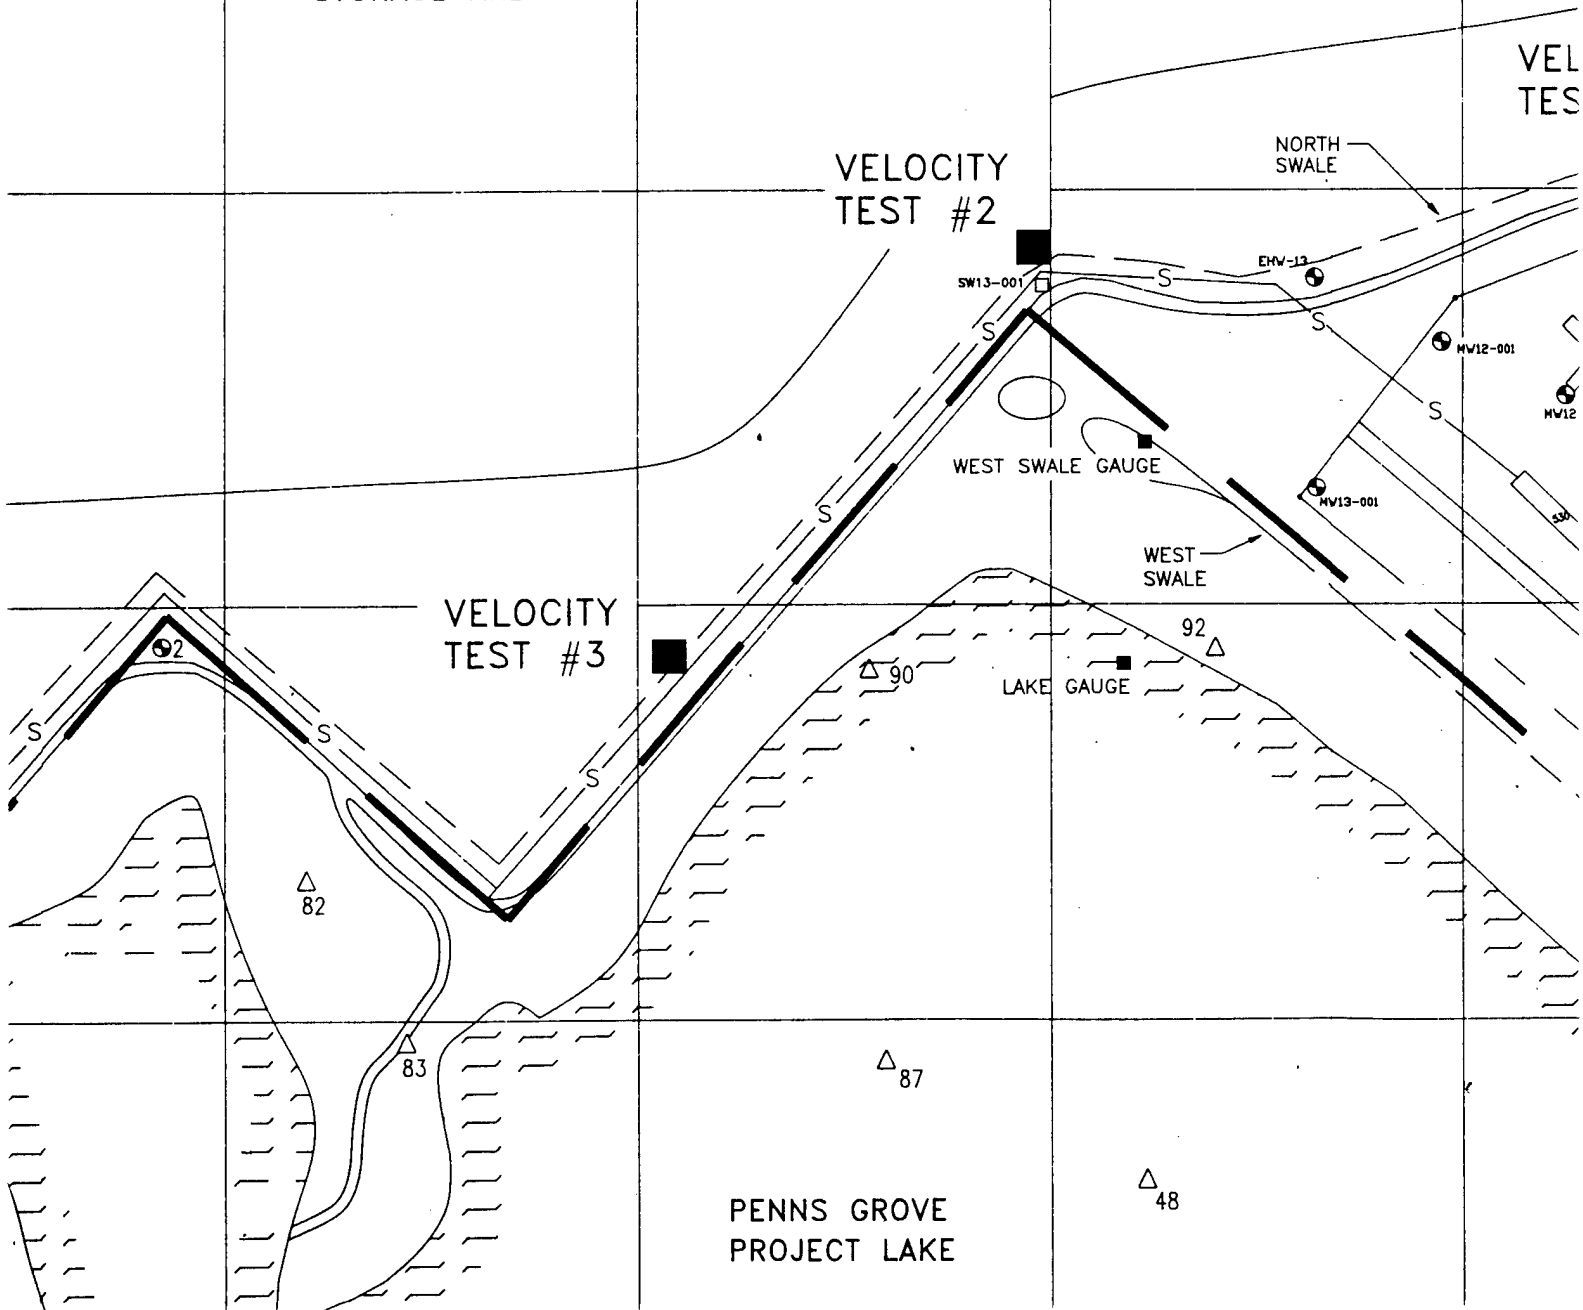 VEL
TES
NORTH
SWALE
VELOCITY
TEST #2
EHW-13
SW13-001
S
S
S
S
MW12-001
MW12
WEST SWALE GAUGE
MW13-001
S
530
WEST
SWALE
VELOCITY
TEST #3
2
92
90
LAKE GAUGE
S
S
S
82
83
87
48
PENNS GROVE
PROJECT LAKE